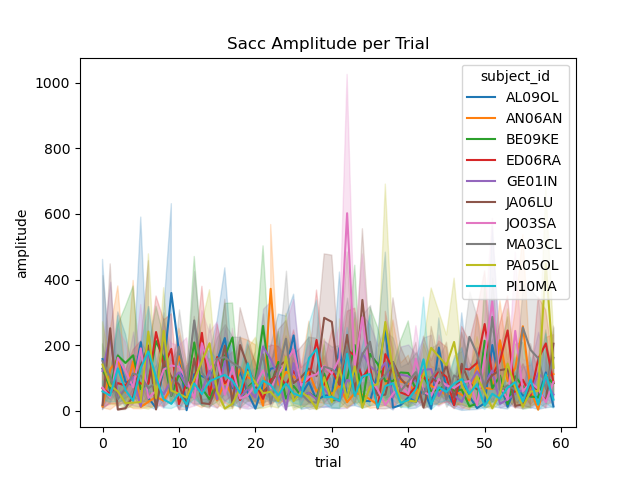 Sacc Amplitude per Trial
amplitude
1000
800
600
400
200
0
0 10 20 30 40 50 60
trial
subject_id
AL09OL
AN06AN
BE09KE
ED06RA
GE01IN
JA06LU
JO03SA
MA03CL
PA05OL
PI10MA